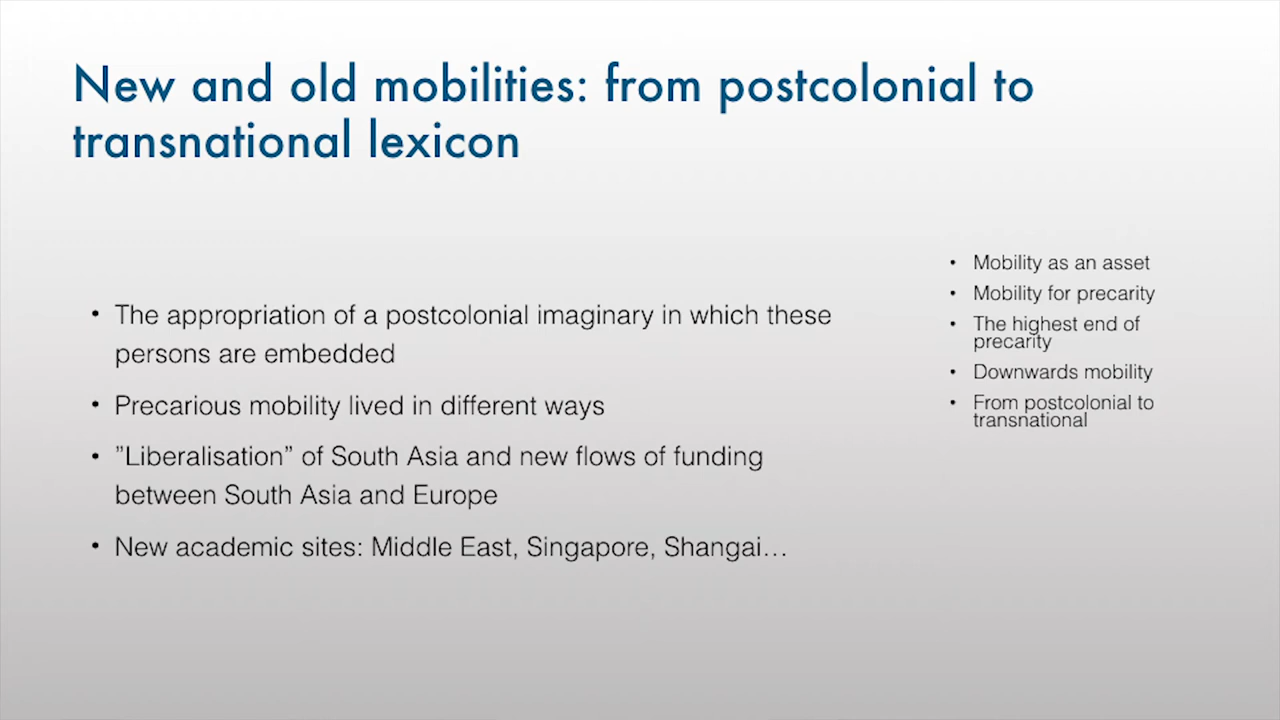 New and old mobilities: from postcolonial to
transnational lexicon
• The appropriation of a postcolonial imaginary in which these
persons are embedded
• Precarious mobility lived in different ways
• ”Liberalisation” of South Asia and new flows of funding
between South Asia and Europe
• New academic sites: Middle East, Singapore, Shangai…
• Mobility as an asset
• Mobility for precarity
• The highest end of
precarity
• Downwards mobility
• From postcolonial to
transnational